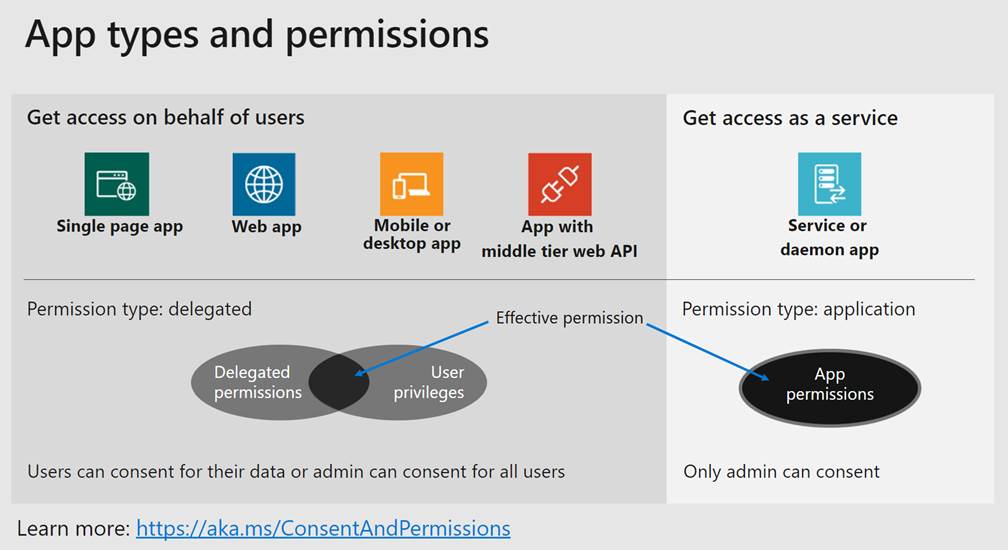 App types and permissions
Get access on behalf of users
Single page app
Web app
Mobile or
desktop app
App with
middle tier web API
Permission type: delegated
Effective permission
Delegated
permissions
User
privileges
Users can consent for their data or admin can consent for all users
Get access as a service
Service or
daemon app
Permission type: application
App
permissions
Only admin can consent
Learn more: https://aka.ms/ConsentAndPermissions